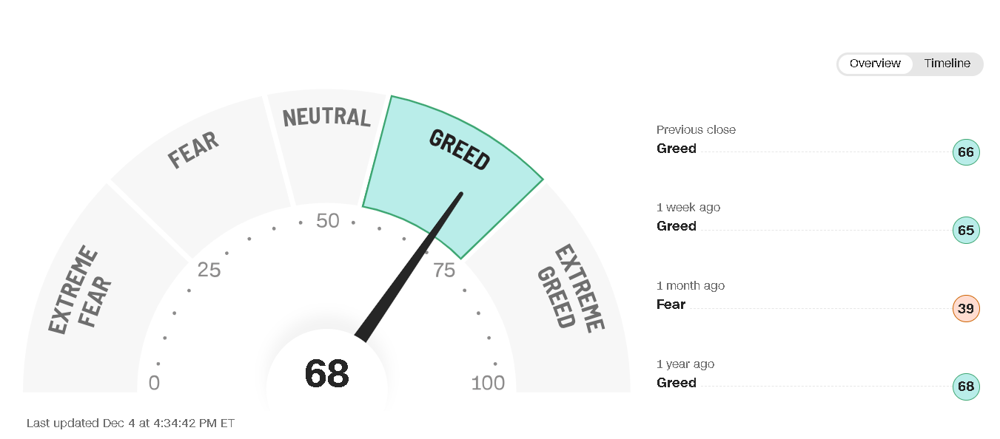 Overview
Timeline
EXTREME
FEAR
FEAR
NEUTRAL
GREED
EXTREME
GREED
0
25
50
75
100
68
Last updated Dec 4 at 4:34:42 PM ET
Previous close
Greed
66
1 week ago
Greed
65
1 month ago
Fear
39
1 year ago
Greed
68